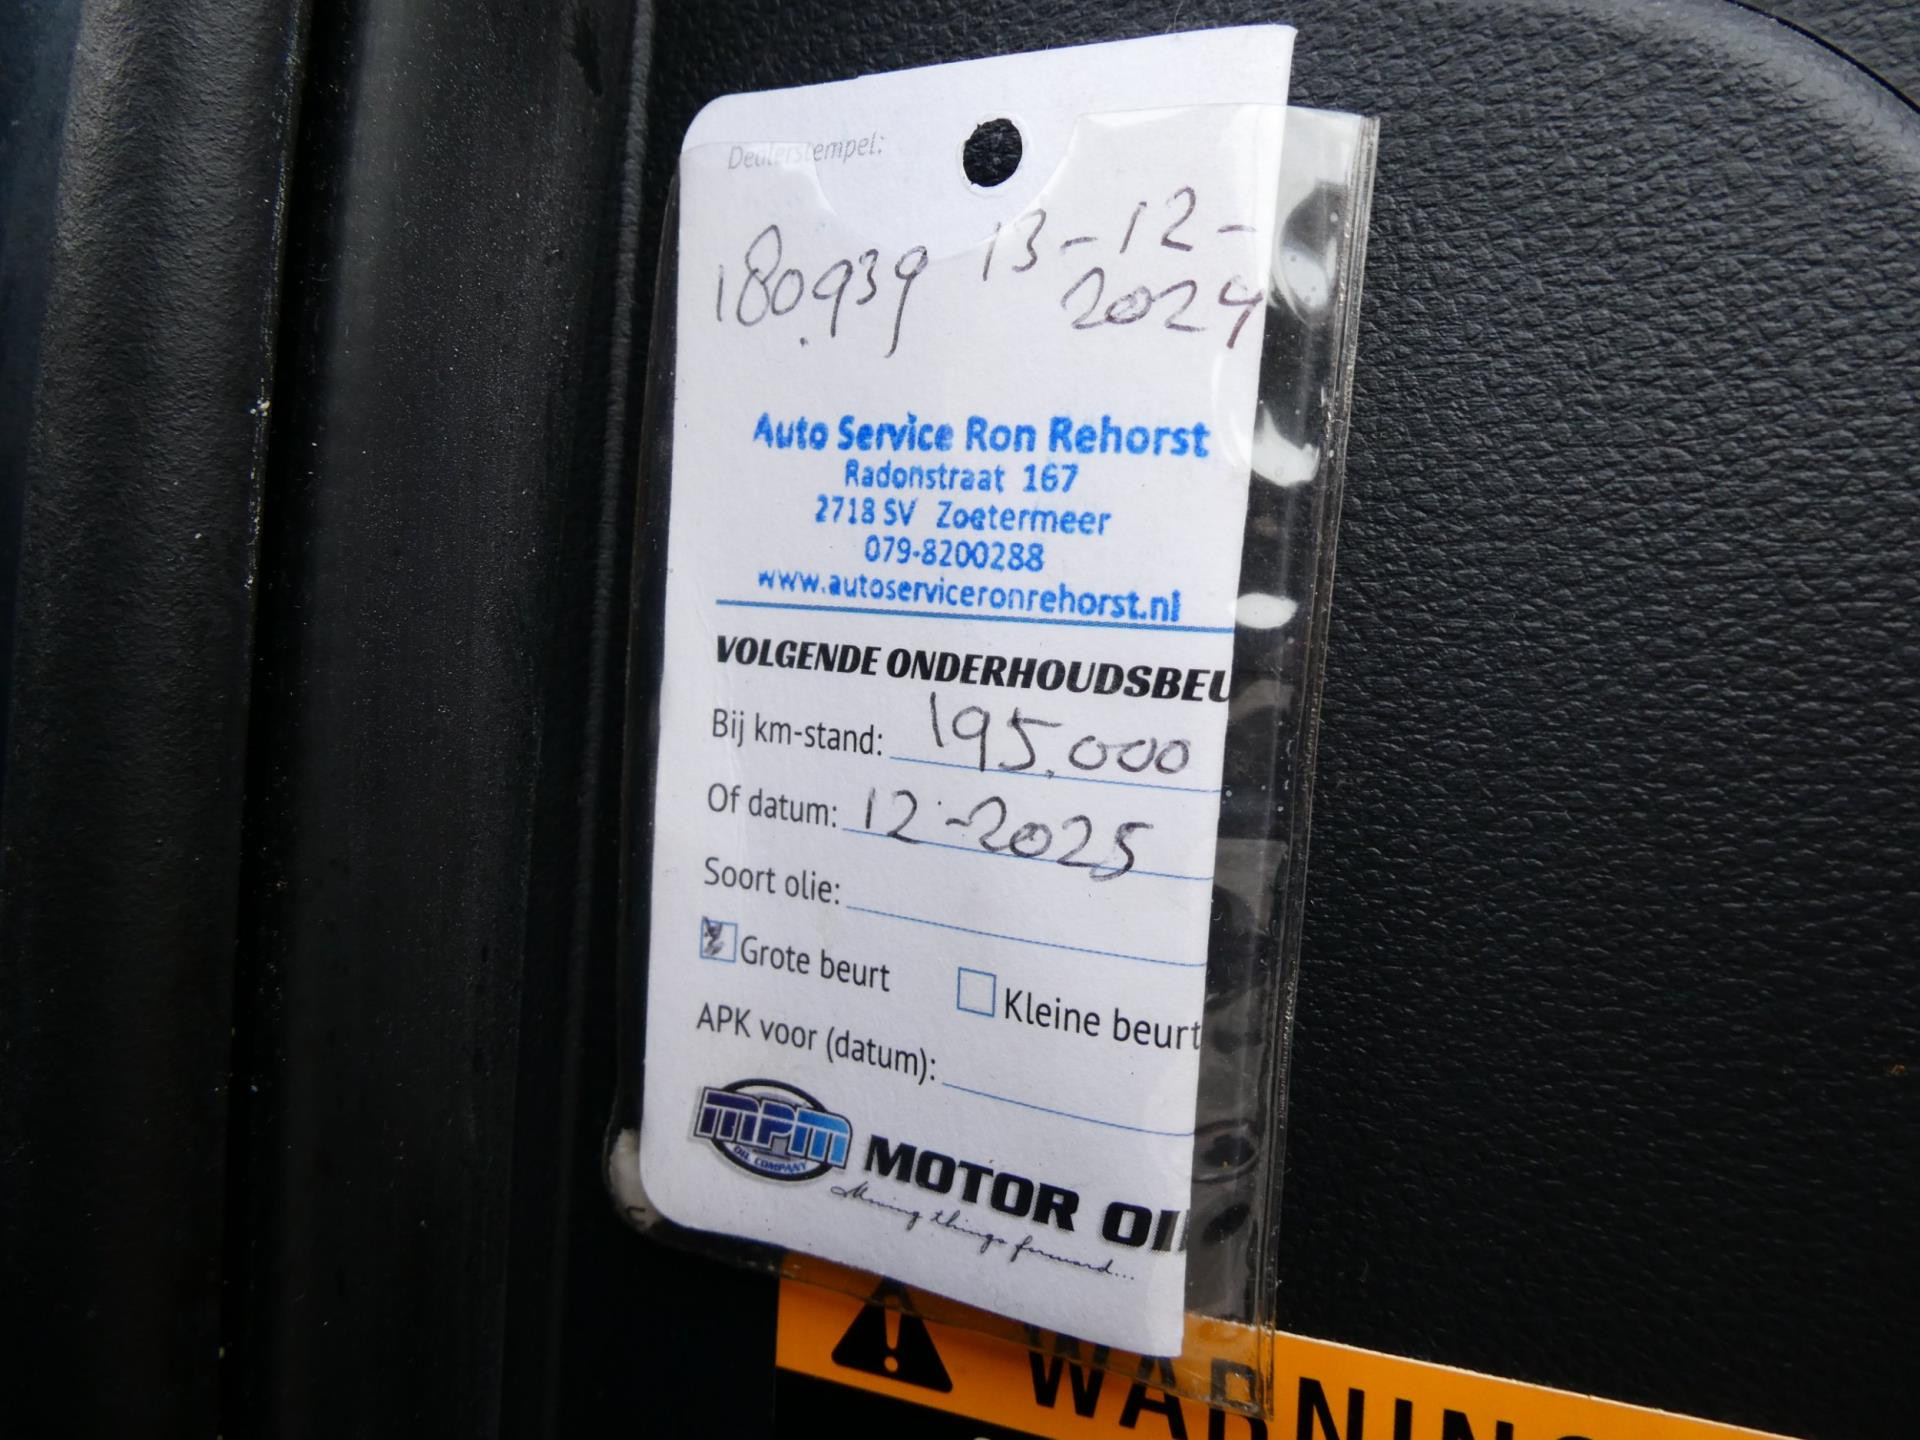 Dealerstempel:
180.939 13-12-
2024
Auto Service Ron Rehorst
Radonstraat 167
2718 SV Zoetermeer
079-8200288
www.autoserviceronrehorst.nl
VOLGENDE ONDERHOUDSBEU
Bij km-stand: 195.000
Of datum: 12-2025
Soort olie:
Grote beurt Kleine beurt
APK voor (datum):
MPM
OIL COMPANY
MOTOR OIL
Moving things forward...
WARNING